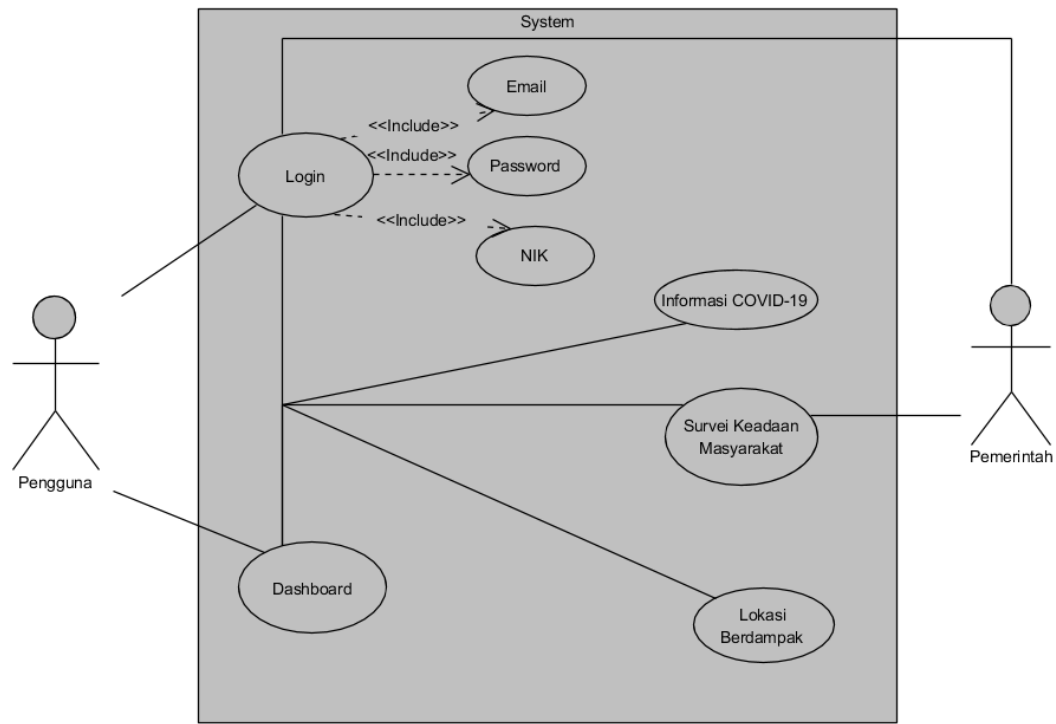 System
Email
<<Include>>
<<Include>>
Password
Login
<<Include>>
NIK
Informasi COVID-19
Survei Keadaan
Masyarakat
Pengguna
Pemerintah
Dashboard
Lokasi
Berdampak